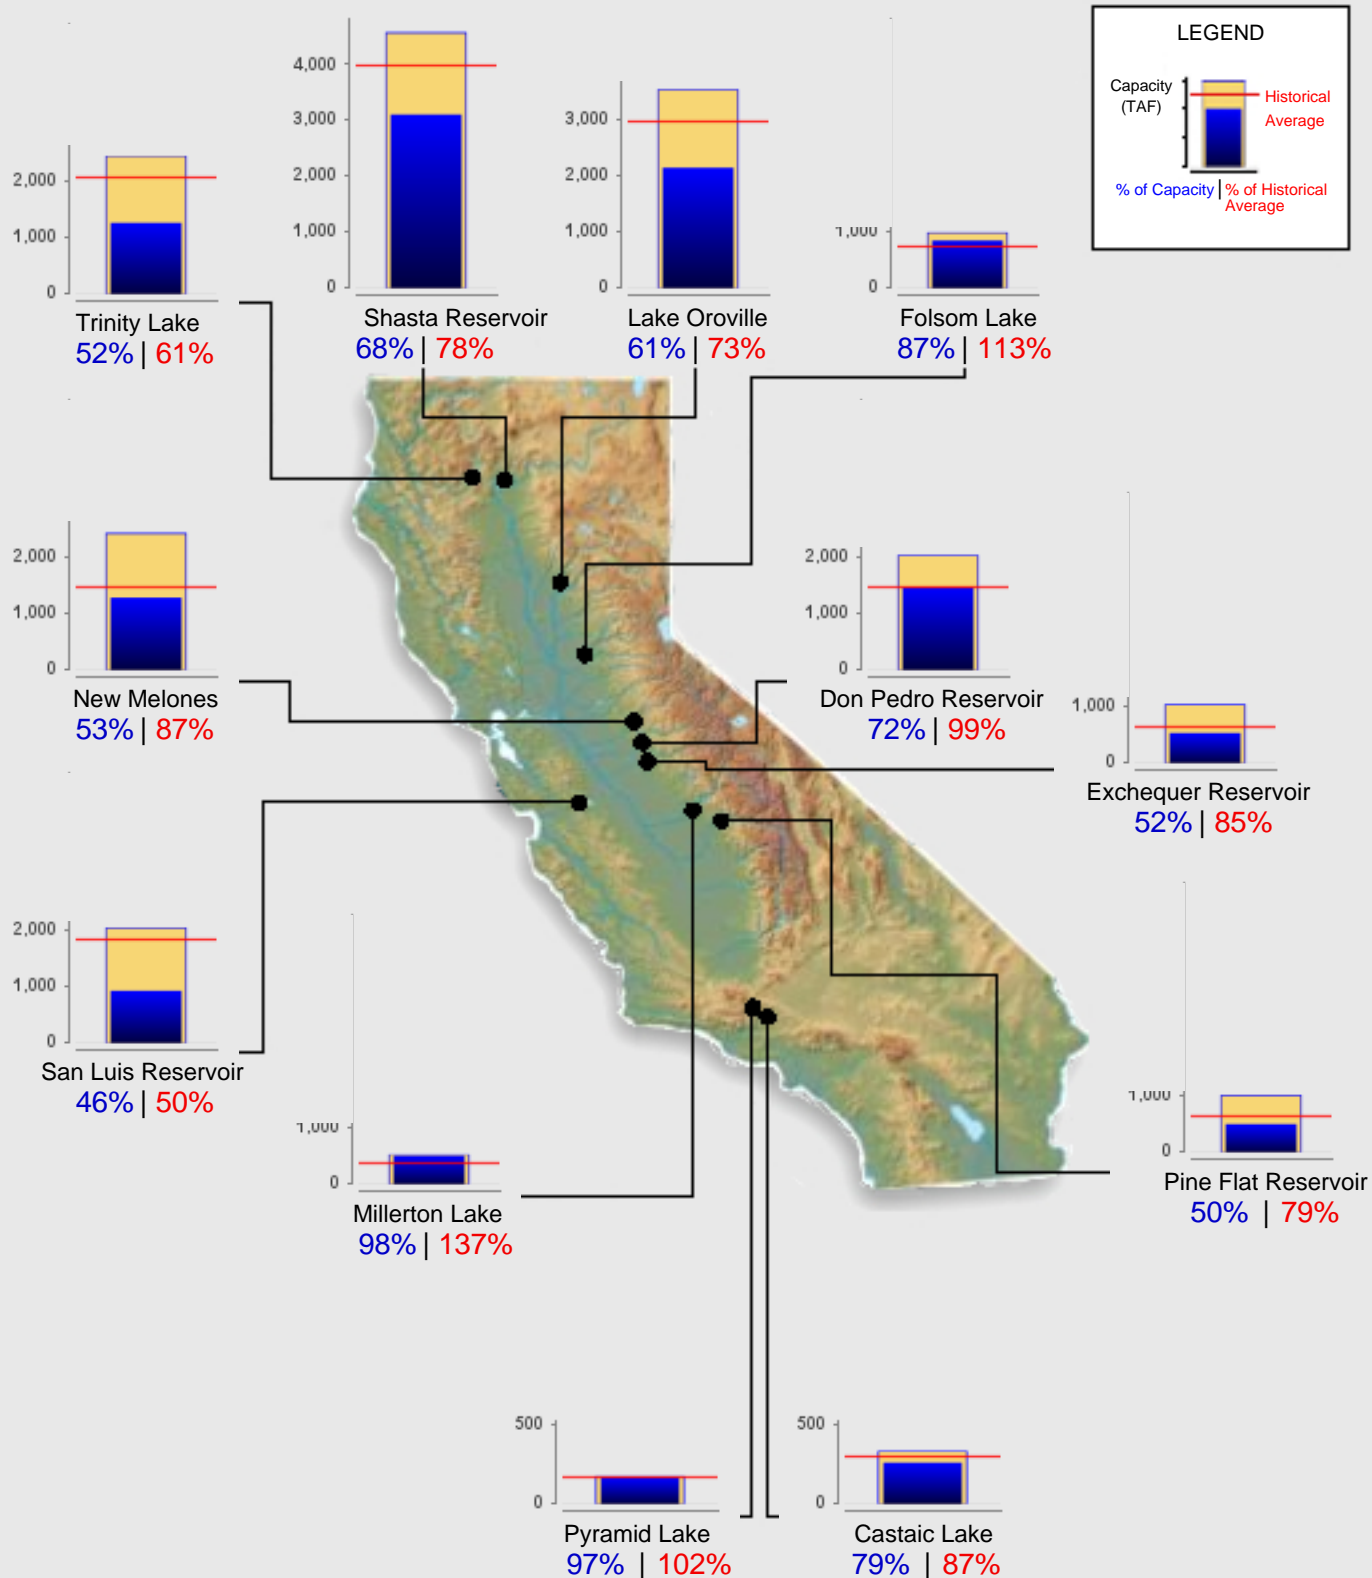 LEGEND
Capacity
(TAF)
Historical
Average
% of Capacity | % of Historical
Average
4,000
3,000
2,000
1,000
0
Shasta Reservoir
68% | 78%
3,000
2,000
1,000
0
Lake Oroville
61% | 73%
1,000
0
Folsom Lake
87% | 113%
2,000
1,000
0
Trinity Lake
52% | 61%
2,000
1,000
0
New Melones
53% | 87%
2,000
1,000
0
Don Pedro Reservoir
72% | 99%
1,000
0
Exchequer Reservoir
52% | 85%
2,000
1,000
0
San Luis Reservoir
46% | 50%
1,000
0
Millerton Lake
98% | 137%
1,000
0
Pine Flat Reservoir
50% | 79%
500
0
Pyramid Lake
97% | 102%
500
0
Castaic Lake
79% | 87%